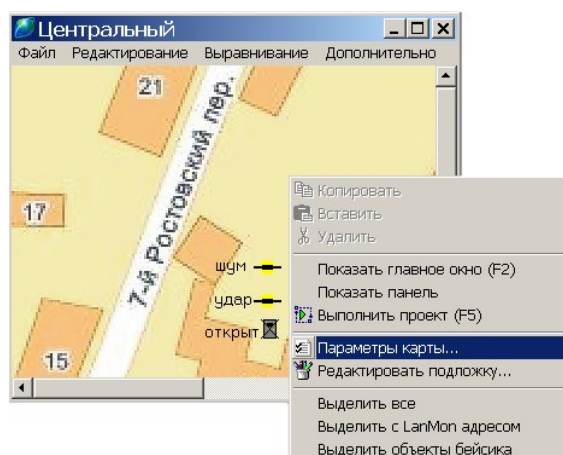 Центральный
Файл Редактирование Выравнивание Дополнительно
21
7-й Ростовский пер.
17
шум
удар
открыт
15
Копировать
Вставить
Удалить
Показать главное окно (F2)
Показать панель
Выполнить проект (F5)
Параметры карты...
Редактировать подложку...
Выделить все
Выделить с LanMon адресом
Выделить объекты бейсика